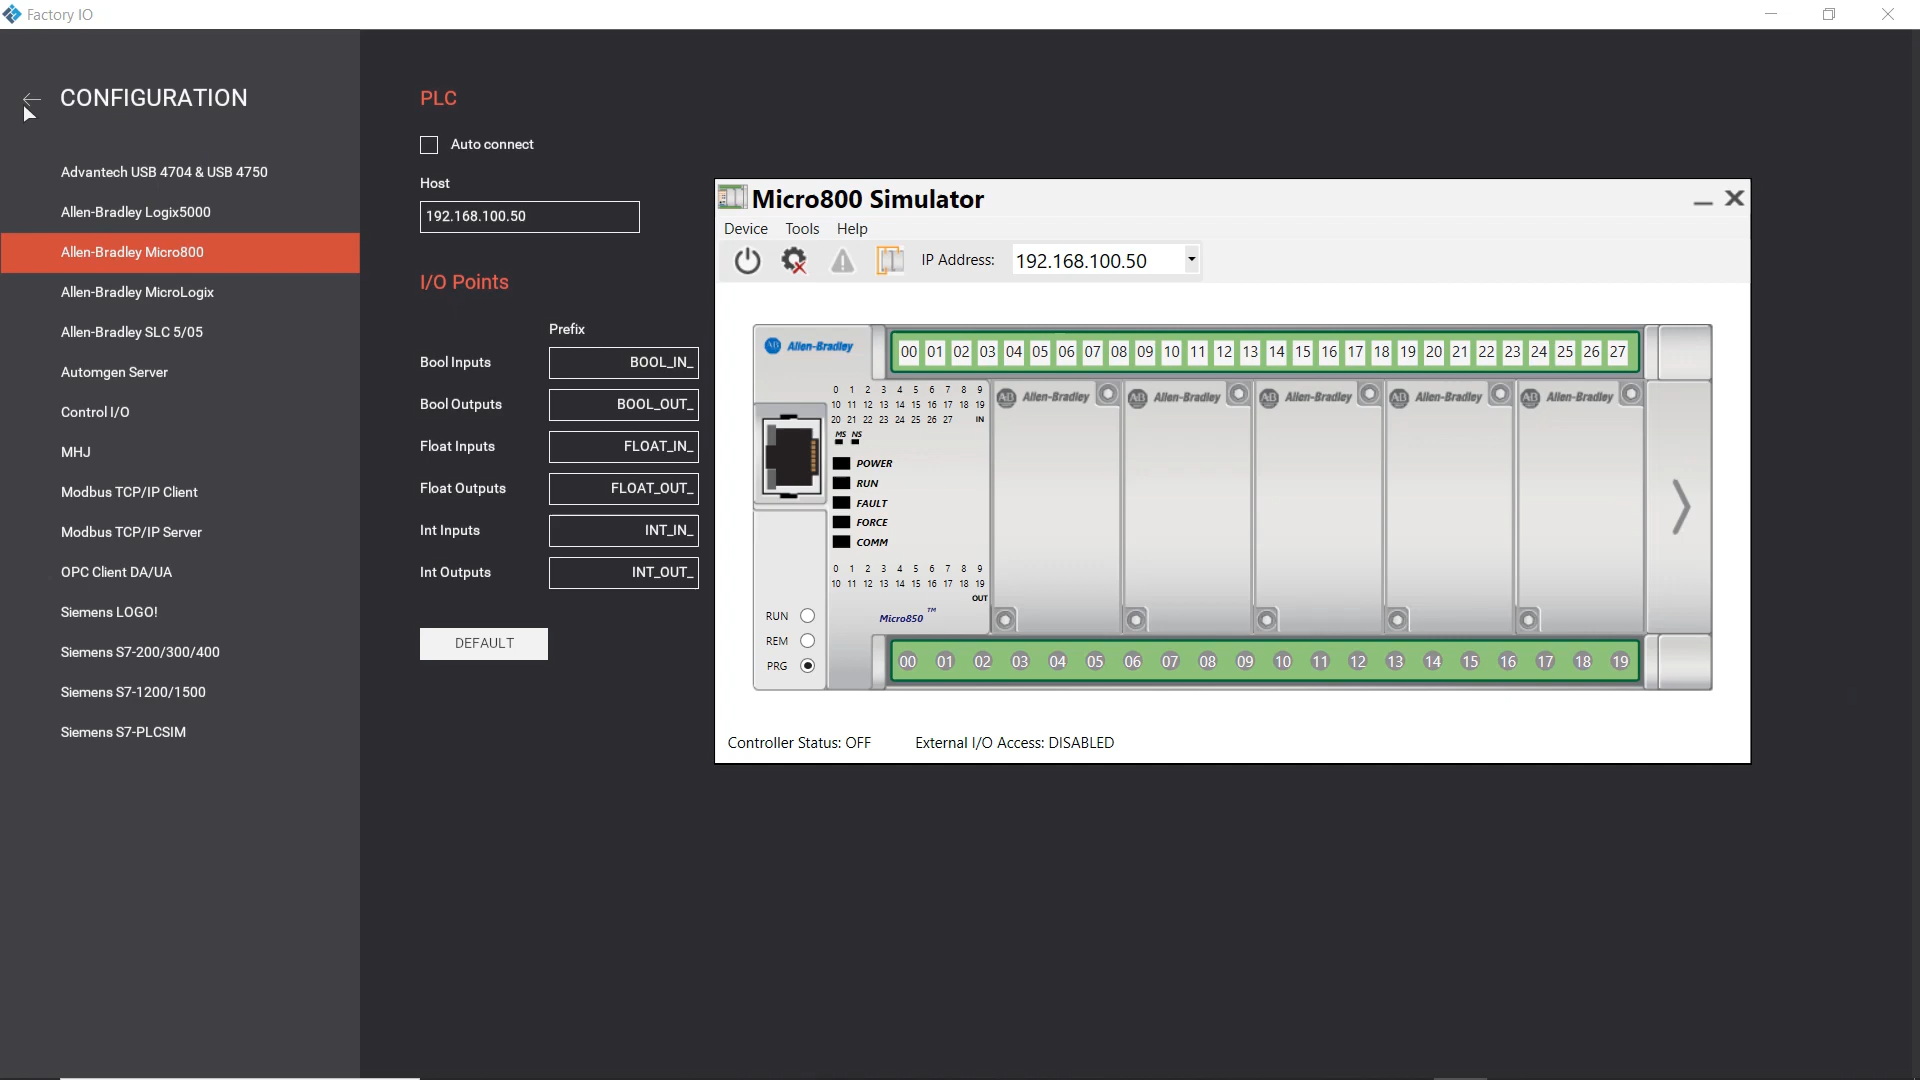 Factory IO
CONFIGURATION
Advantech USB 4704 & USB 4750
Allen-Bradley Logix5000
Allen-Bradley Micro800
Allen-Bradley MicroLogix
Allen-Bradley SLC 5/05
Automgen Server
Control I/O
MHJ
Modbus TCP/IP Client
Modbus TCP/IP Server
OPC Client DA/UA
Siemens LOGO!
Siemens S7-200/300/400
Siemens S7-1200/1500
Siemens S7-PLCSIM
PLC
Auto connect
Host
192.168.100.50
I/O Points
Prefix
Bool Inputs BOOL_IN_
Bool Outputs BOOL_OUT_
Float Inputs FLOAT_IN_
Float Outputs FLOAT_OUT_
Int Inputs INT_IN_
Int Outputs INT_OUT_
DEFAULT
Micro800 Simulator
Device Tools Help
IP Address: 192.168.100.50
AB Allen-Bradley
00 01 02 03 04 05 06 07 08 09 10 11 12 13 14 15 16 17 18 19 20 21 22 23 24 25 26 27
0 1 2 3 4 5 6 7 8 9
10 11 12 13 14 15 16 17 18 19
20 21 22 23 24 25 26 27 IN
MS NS
POWER
RUN
FAULT
FORCE
COMM
0 1 2 3 4 5 6 7 8 9
10 11 12 13 14 15 16 17 18 19
OUT
Micro850 TM
RUN
REM
PRG
AB Allen-Bradley
AB Allen-Bradley
AB Allen-Bradley
AB Allen-Bradley
AB Allen-Bradley
00 01 02 03 04 05 06 07 08 09 10 11 12 13 14 15 16 17 18 19
Controller Status: OFF External I/O Access: DISABLED